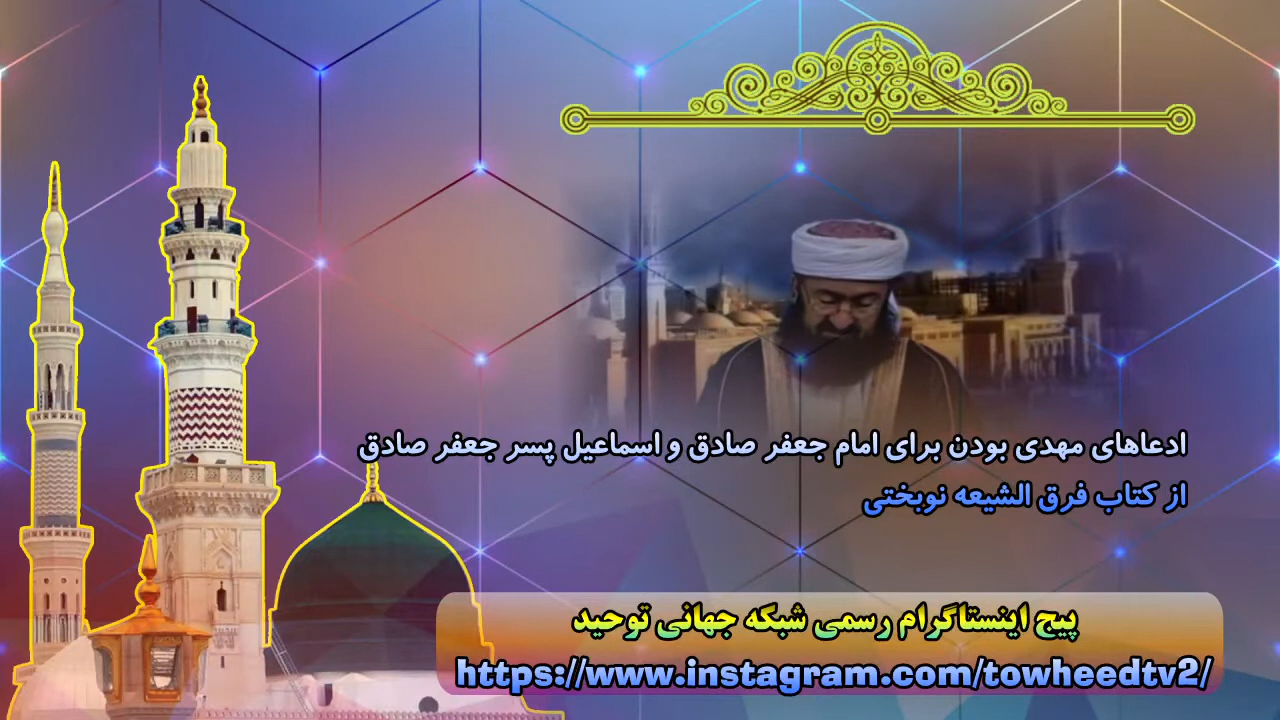 ادعاهای مهدی بودن برای امام جعفر صادق و اسماعیل پسر جعفر صادق
از کتاب فرق الشیعه نوبختی
پیج اینستاگرام رسمی شبکه جهانی توحید
https://www.instagram.com/towheedtv2/